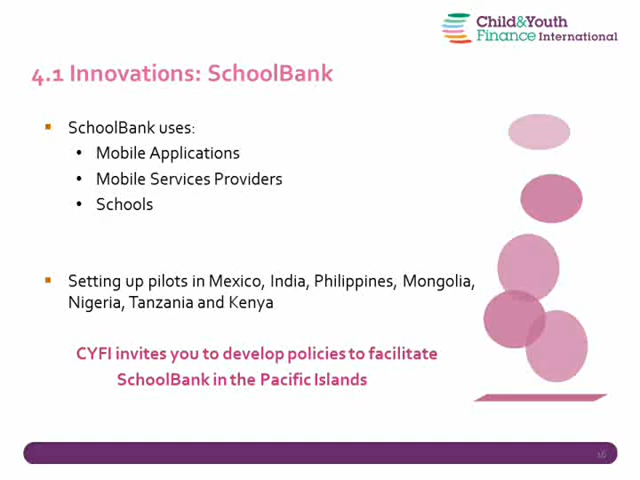 Child&Youth
Finance International
4.1 Innovations: SchoolBank
SchoolBank uses:
• Mobile Applications
• Mobile Services Providers
• Schools
Setting up pilots in Mexico, India, Philippines, Mongolia,
Nigeria, Tanzania and Kenya
CYFI invites you to develop policies to facilitate
SchoolBank in the Pacific Islands
16